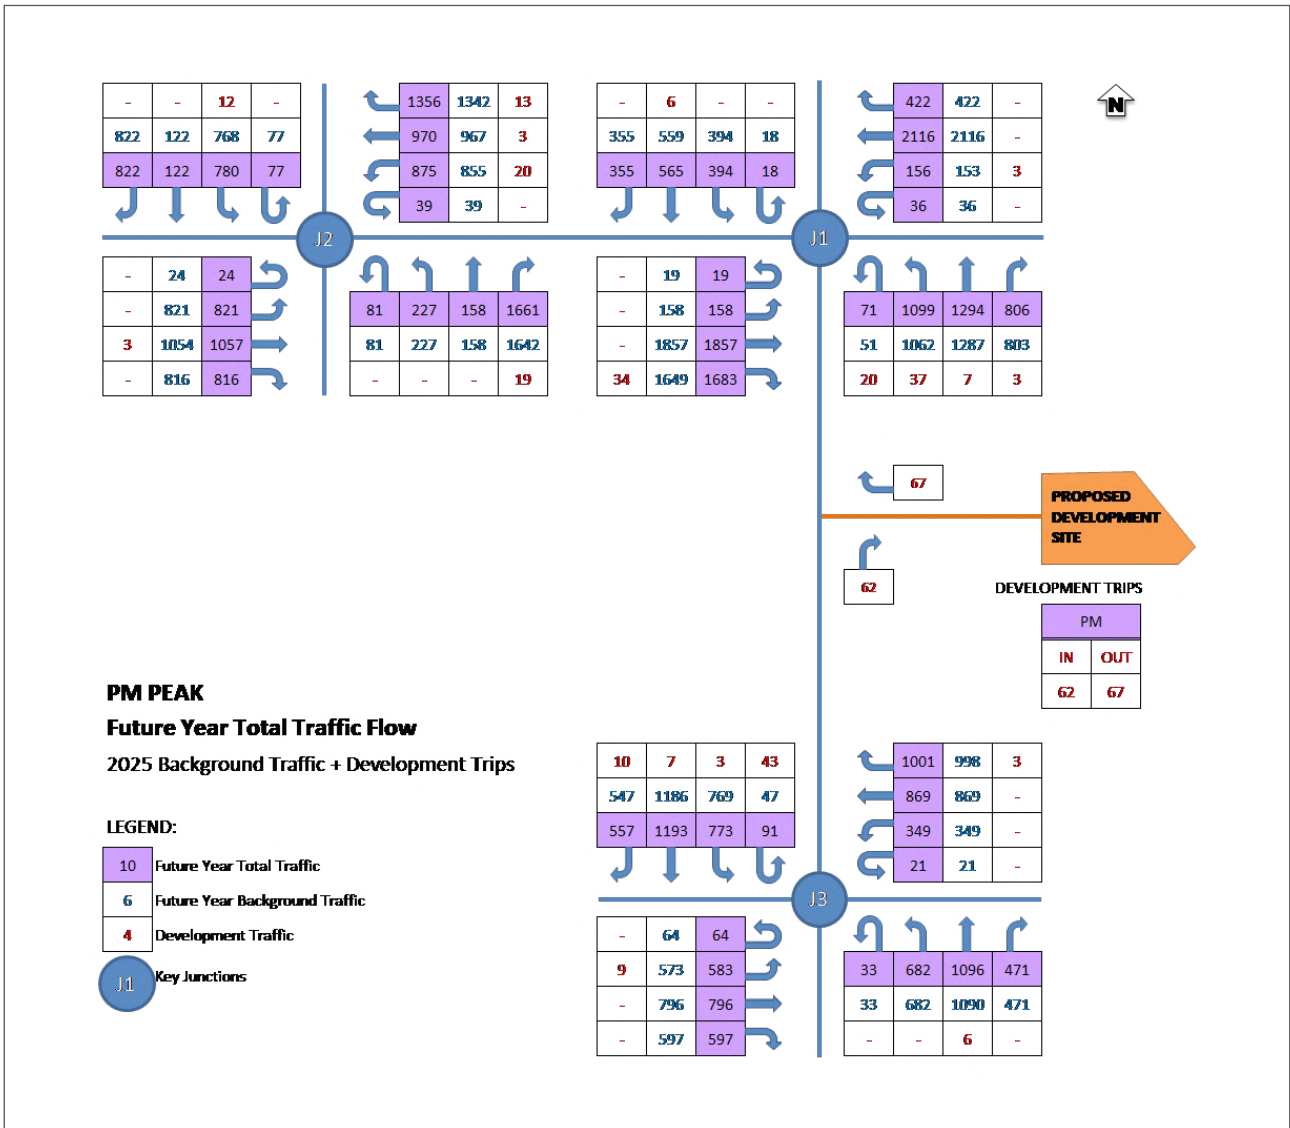 - - 12 - 1356 1342 13 - 6 - - 422 422 - N
822 122 768 77 970 967 3 355 559 394 18 2116 2116 -
822 122 780 77 875 855 20 355 565 394 18 156 153 3
39 39 - 36 36 -
J2 J1
- 24 24 - 19 19
- 821 821 81 227 158 1661 - 158 158 71 1099 1294 806
3 1054 1057 81 227 158 1642 - 1857 1857 51 1062 1287 803
- 816 816 - - - 19 34 1649 1683 20 37 7 3
67
PROPOSED
DEVELOPMENT
SITE
62
DEVELOPMENT TRIPS
PM
IN OUT
62 67
PM PEAK
Future Year Total Traffic Flow
2025 Background Traffic + Development Trips
10 7 3 43 1001 998 3
547 1186 769 47 869 869 -
557 1193 773 91 349 349 -
21 21 -
LEGEND:
10 Future Year Total Traffic
6 Future Year Background Traffic
4 Development Traffic
J1 Key Junctions
J3
- 64 64
9 573 583 33 682 1096 471
- 796 796 33 682 1090 471
- 597 597 - - 6 -